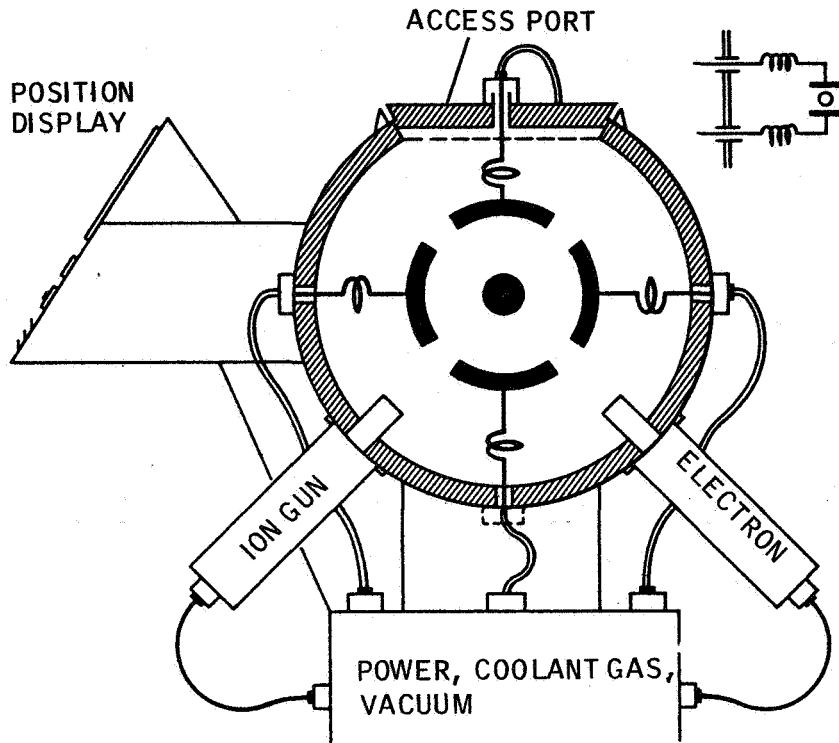 ACCESS PORT
POSITION
DISPLAY
ION GUN
ELECTRON
POWER, COOLANT GAS,
VACUUM